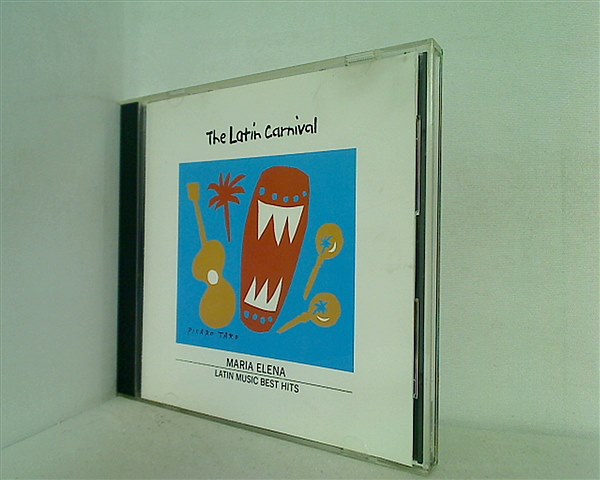 The Latin Carnival
MARIA ELENA
LATIN MUSIC BEST HITS